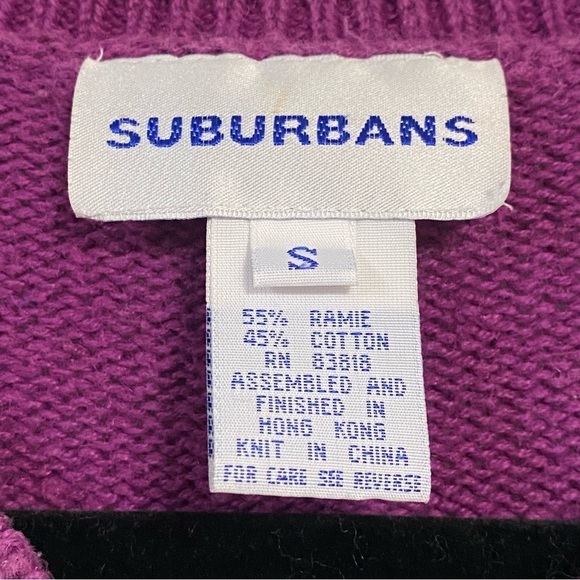 SUBURBANS
S
55% RAMIE
45% COTTON
RN 83818
ASSEMBLED AND
FINISHED IN
HONG KONG
KNIT IN CHINA
FOR CARE SEE REVERSE